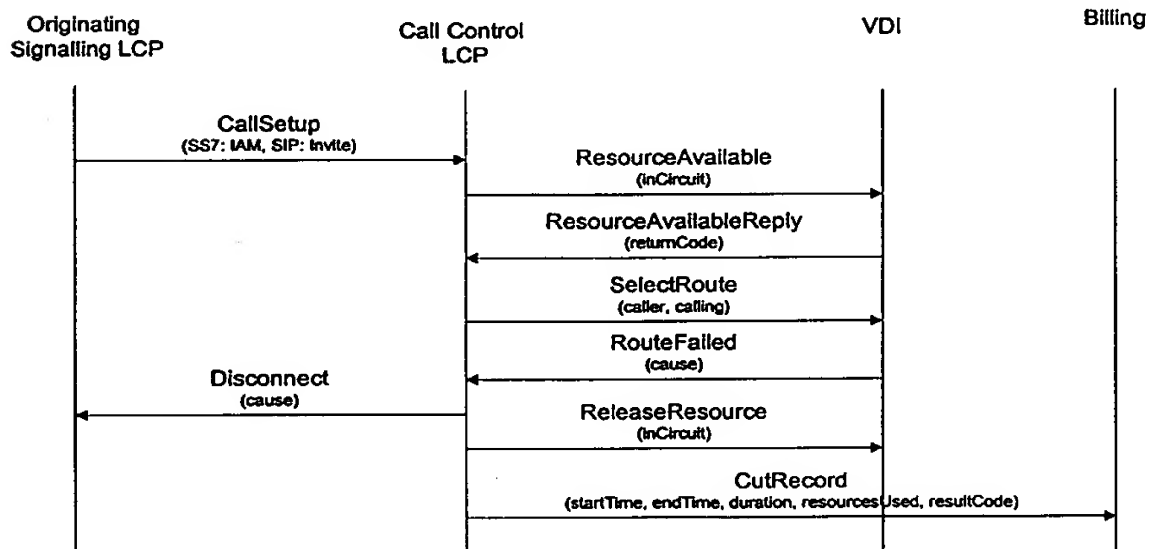 Originating
Signalling LCP
Call Control
LCP
VDI
Billing
CallSetup
(SS7: IAM, SIP: Invite)
ResourceAvailable
(inCircuit)
ResourceAvailableReply
(returnCode)
SelectRoute
(caller, calling)
RouteFailed
(cause)
Disconnect
(cause)
ReleaseResource
(inCircuit)
CutRecord
(startTime, endTime, duration, resourcesUsed, resultCode)